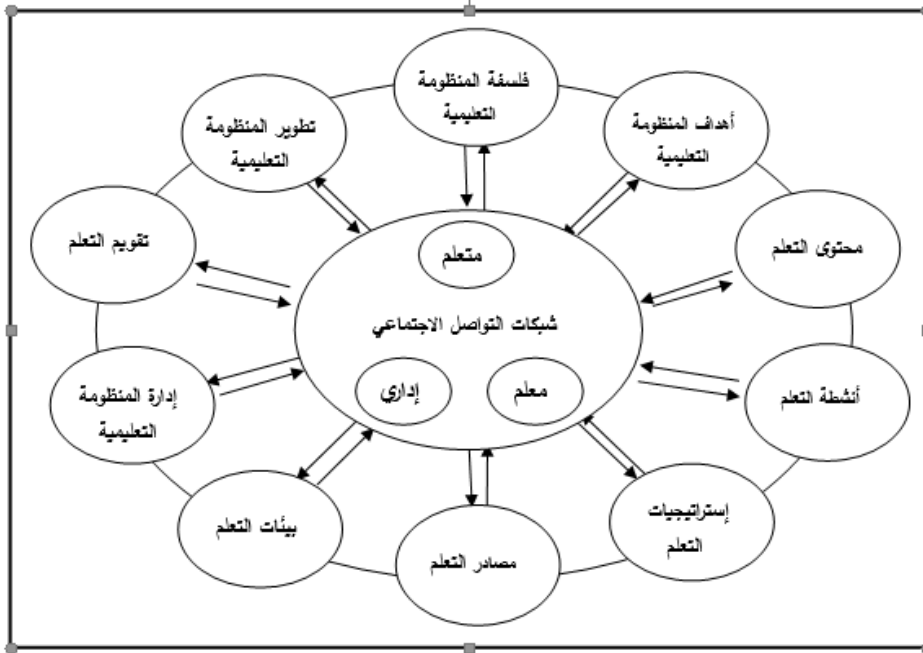 فلسفة المنظومة
التعليمية
أهداف المنظومة
التعليمية
محتوى التعلم
أنشطة التعلم
إستراتيجيات
التعلم
مصادر التعلم
بيئات التعلم
إدارة المنظومة
التعليمية
تقويم التعلم
تطوير المنظومة
التعليمية
متعلم
شبكات التواصل الاجتماعي
معلم
إداري